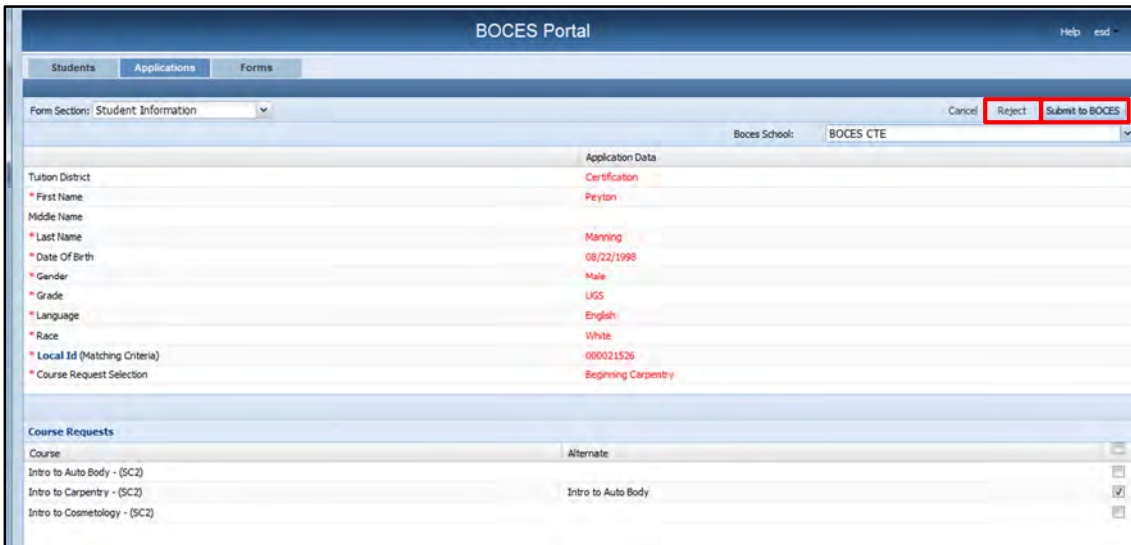 BOCES Portal
Help esd
Students Applications Forms
Form Section: Student Information Cancel Reject Submit to BOCES
Boces School: BOCES CTE
Application Data
Tuition District Certification
* First Name Peyton
Middle Name
* Last Name Manning
* Date Of Birth 08/22/1998
* Gender Male
* Grade UGS
* Language English
* Race White
* Local Id (Matching Criteria) 000021526
* Course Request Selection Beginning Carpentry
Course Requests
Course Alternate
Intro to Auto Body - (SC2)
Intro to Carpentry - (SC2) Intro to Auto Body
Intro to Cosmetology - (SC2)